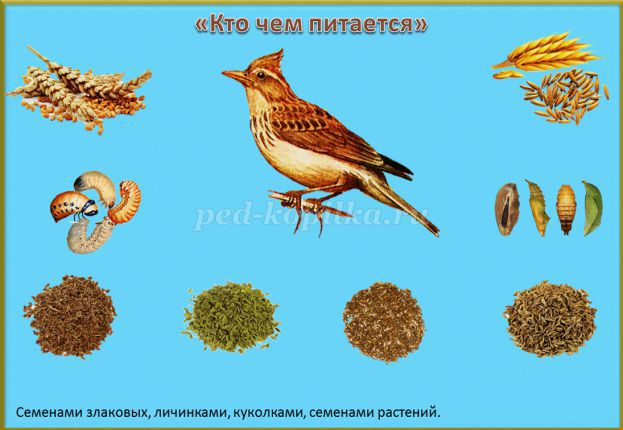 «Кто чем питается»
ped-kopilka.ru
Семенами злаковых, личинками, куколками, семенами растений.